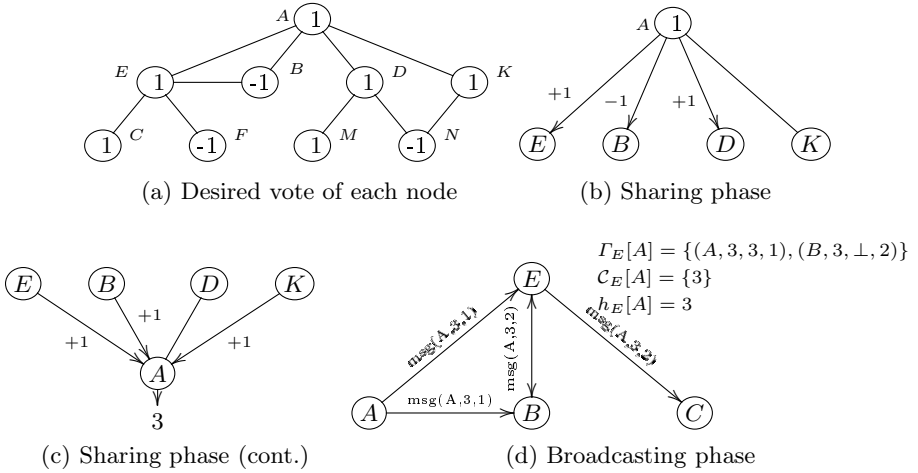 A 1
A 1
E 1
-1 B
1 D
1 K
+1
-1
+1
1 C
-1 F
1 M
-1 N
E
B
D
K
(a) Desired vote of each node
(b) Sharing phase
Γ_E[A] = {(A, 3, 3, 1), (B, 3, ⊥, 2)}
C_E[A] = {3}
h_E[A] = 3
E
B
D
K
E
+1
+1
+1
msg(A,3,1)
msg(A,3,2)
msg(A,3,2)
A
3
A
msg(A,3,1)
B
C
(c) Sharing phase (cont.)
(d) Broadcasting phase